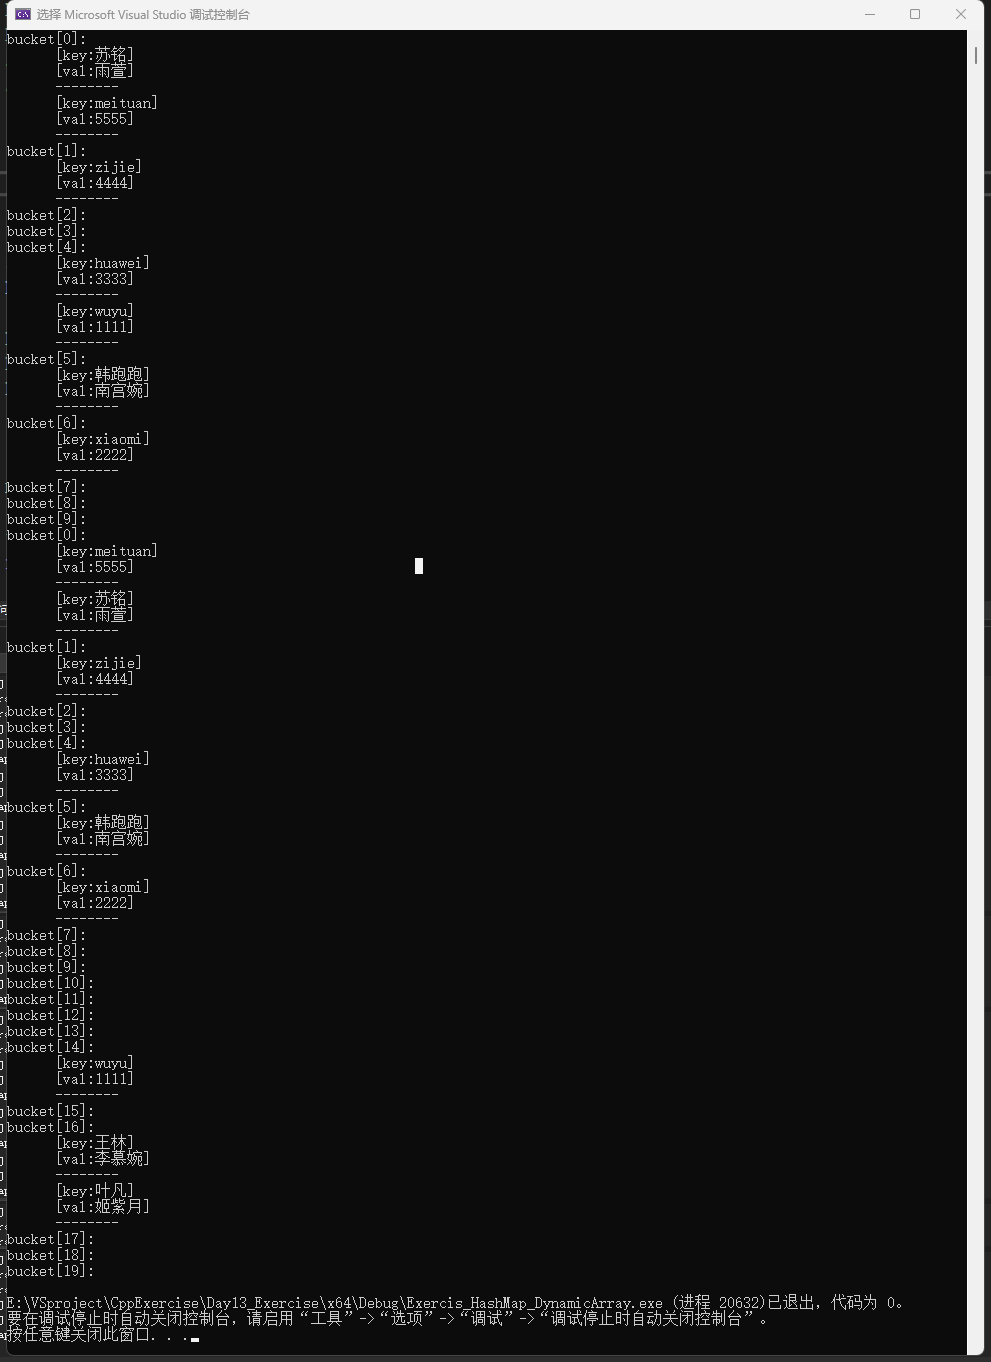 选择 Microsoft Visual Studio 调试控制台
bucket[0]:
[key:苏铭]
[val:雨萱]
--------
[key:meituan]
[val:5555]
--------
bucket[1]:
[key:zijie]
[val:4444]
--------
bucket[2]:
bucket[3]:
bucket[4]:
[key:huawei]
[val:3333]
--------
[key:wuyu]
[val:1111]
--------
bucket[5]:
[key:韩跑跑]
[val:南宫婉]
--------
bucket[6]:
[key:xiaomi]
[val:2222]
--------
bucket[7]:
bucket[8]:
bucket[9]:
bucket[0]:
[key:meituan]
[val:5555]
--------
[key:苏铭]
[val:雨萱]
--------
bucket[1]:
[key:zijie]
[val:4444]
--------
bucket[2]:
bucket[3]:
bucket[4]:
[key:huawei]
[val:3333]
--------
bucket[5]:
[key:韩跑跑]
[val:南宫婉]
--------
bucket[6]:
[key:xiaomi]
[val:2222]
--------
bucket[7]:
bucket[8]:
bucket[9]:
bucket[10]:
bucket[11]:
bucket[12]:
bucket[13]:
bucket[14]:
[key:wuyu]
[val:1111]
--------
bucket[15]:
bucket[16]:
[key:王林]
[val:李慕婉]
--------
[key:叶凡]
[val:姬紫月]
--------
bucket[17]:
bucket[18]:
bucket[19]:
E:\VSproject\CppExercise\Day13_Exercise\x64\Debug\Exercis_HashMap_DynamicArray.exe (进程 20632)已退出，代码为 0。
要在调试停止时自动关闭控制台，请启用“工具”->“选项”->“调试”->“调试停止时自动关闭控制台”。
按任意键关闭此窗口. . .